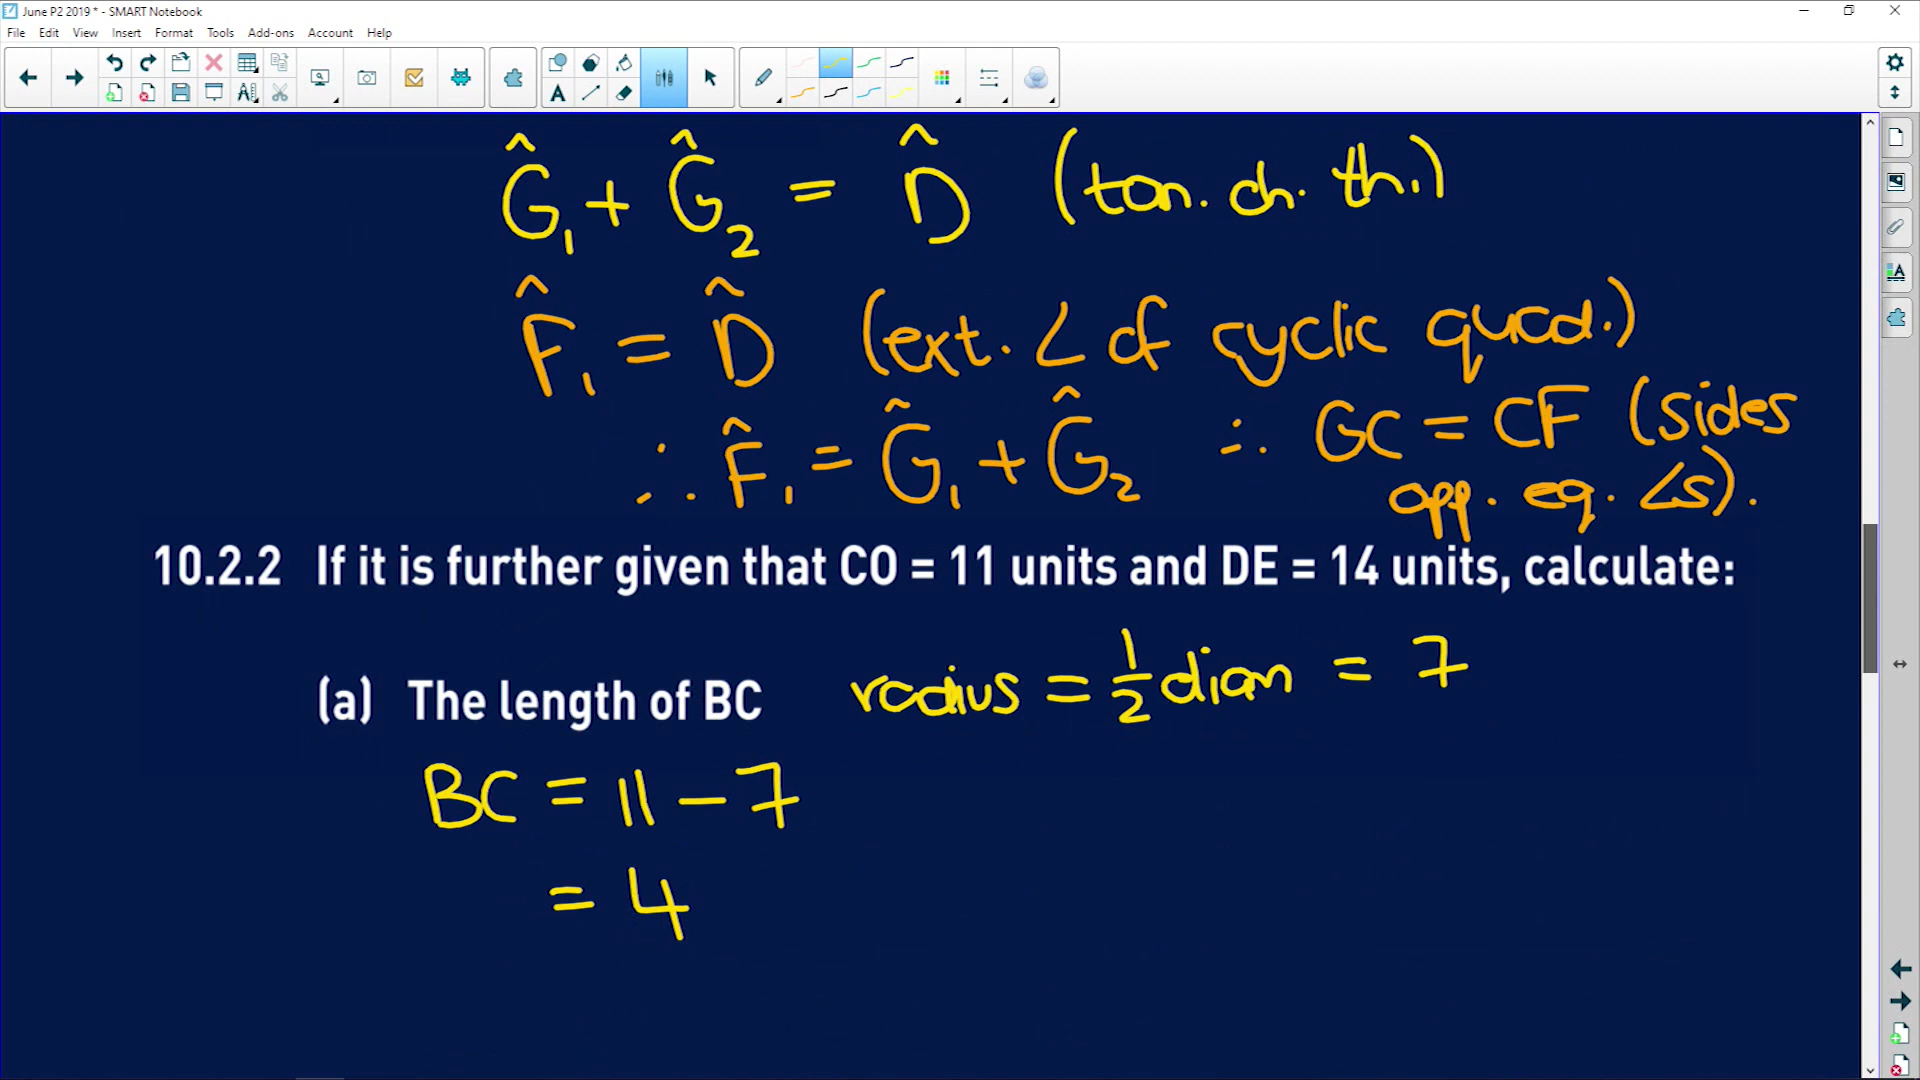 June P2 2019 * - SMART Notebook
File Edit View Insert Format Tools Add-ons Account Help
Ĝ₁ + Ĝ₂ = D̂ (tan. ch. th.)
F̂₁ = D̂ (ext. ∠ of cyclic quad.)
∴ F̂₁ = Ĝ₁ + Ĝ₂ ∴ GC = CF (sides
opp. eq. ∠s).
10.2.2 If it is further given that CO = 11 units and DE = 14 units, calculate:
(a) The length of BC radius = ½ diam = 7
BC = 11 - 7
= 4